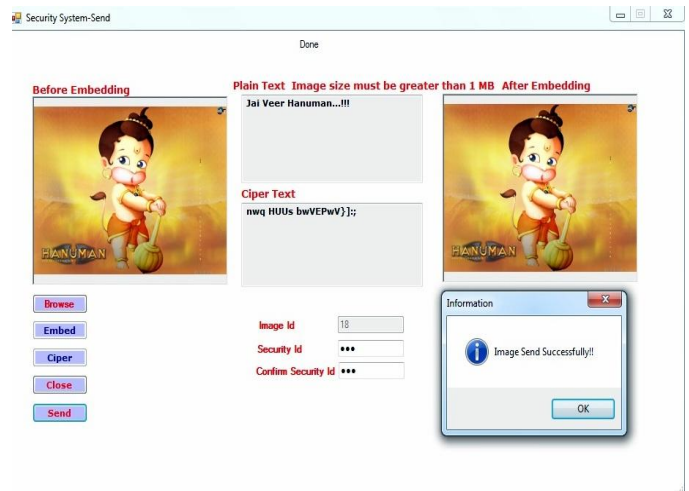 Security System-Send
Done
Before Embedding
Plain Text Image size must be greater than 1 MB After Embedding
Jai Veer Hanuman...!!!
HANUMAN
Ciper Text
nwq HUUs bwVEPwV}]:;
HANUMAN
Browse
Embed
Ciper
Close
Send
Image Id 18
Security Id •••
Confirm Security Id •••
Information
Image Send Successfully!!
OK